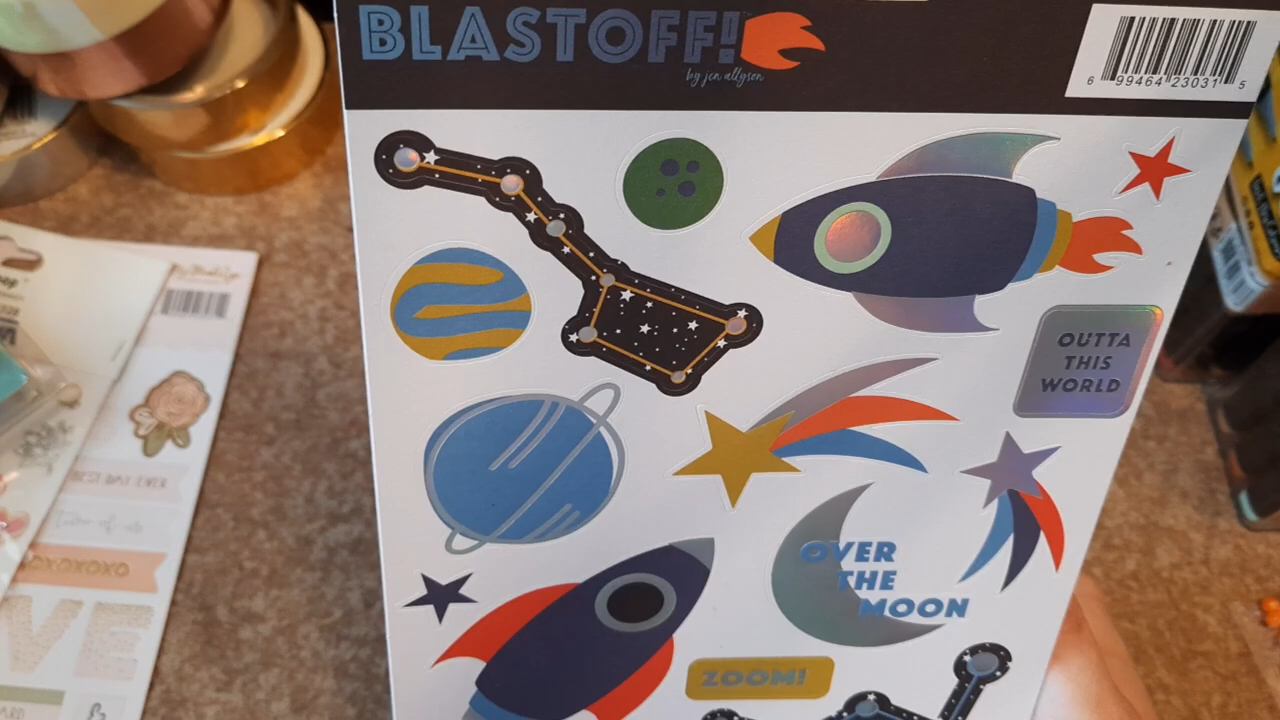 BLASTOFF!
by jen allyson
6 99464 23031 5
OUTTA
THIS
WORLD
OVER
THE
MOON
ZOOM!
BEST DAY EVER
XOXOXOXO
VE